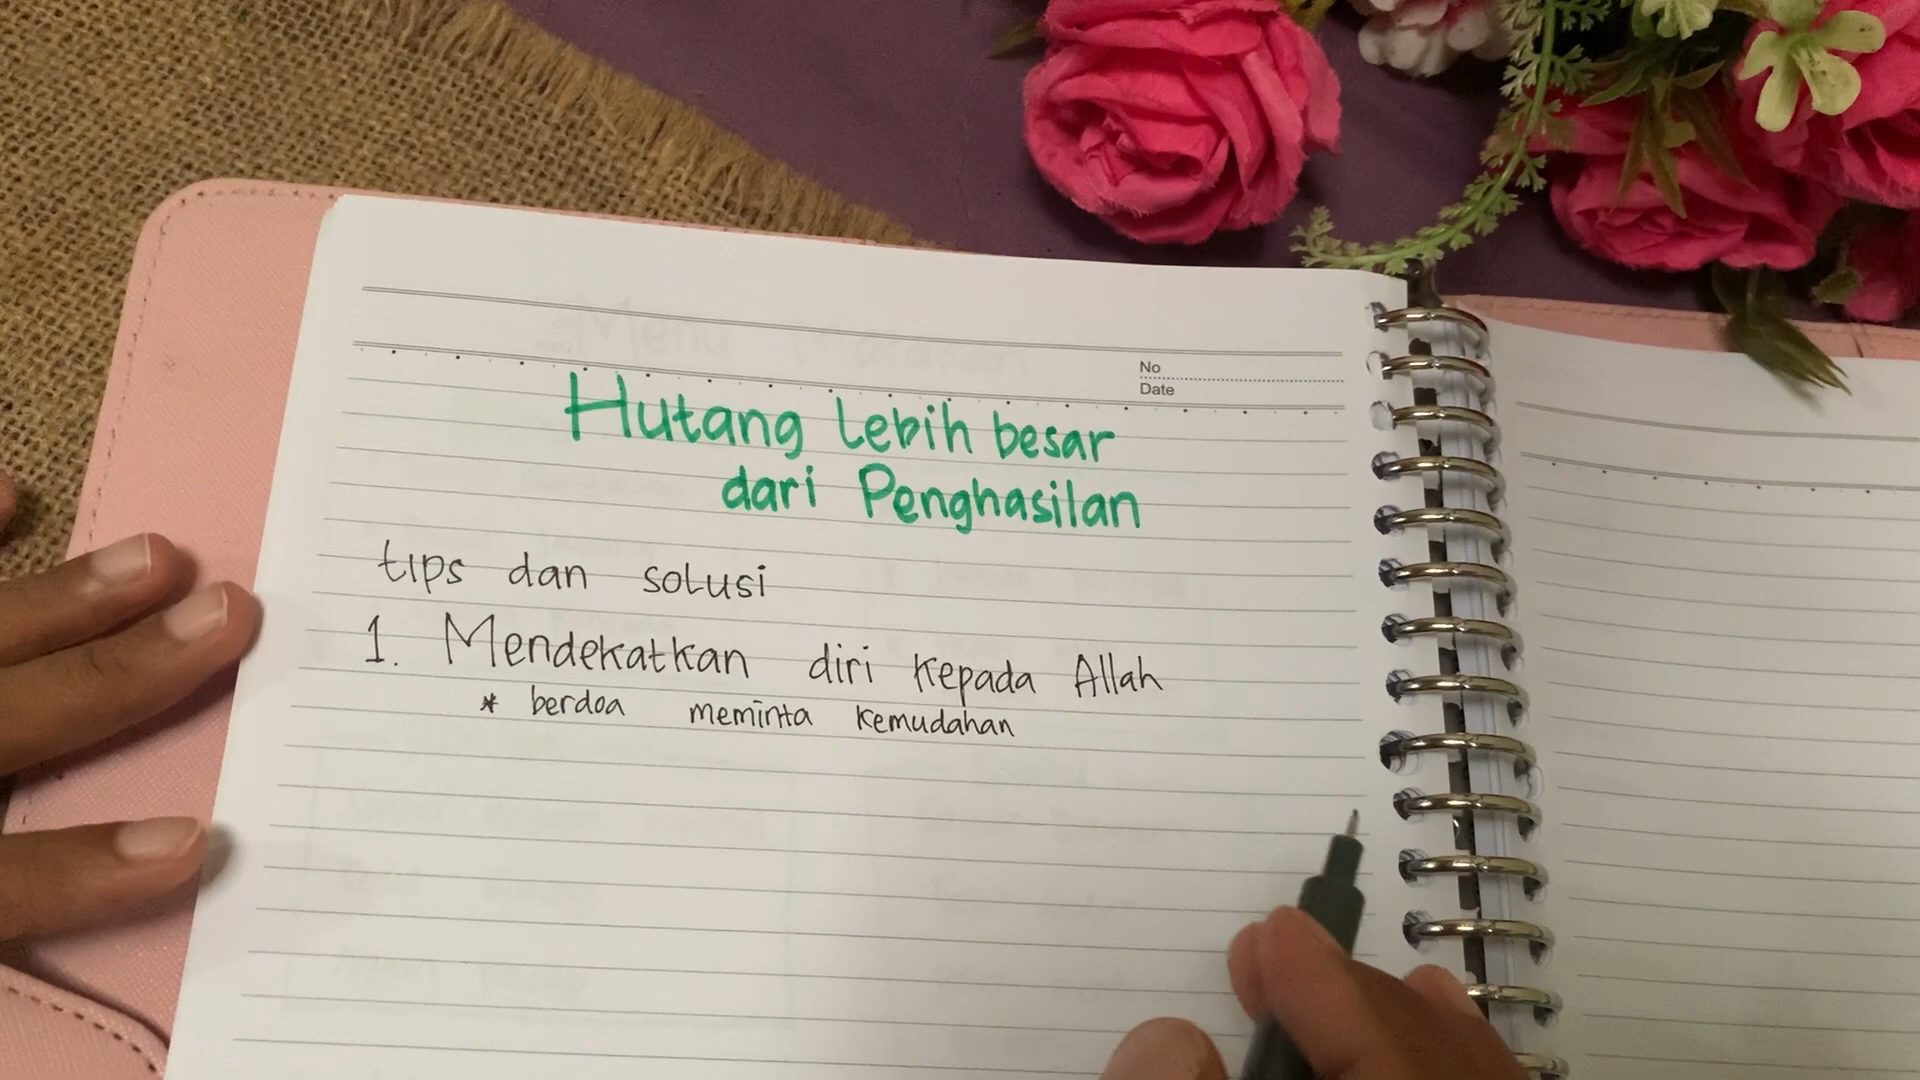 No
Date
Hutang Lebih besar
dari Penghasilan
tips dan solusi
1. Mendekatkan diri kepada Allah
* berdoa meminta kemudahan